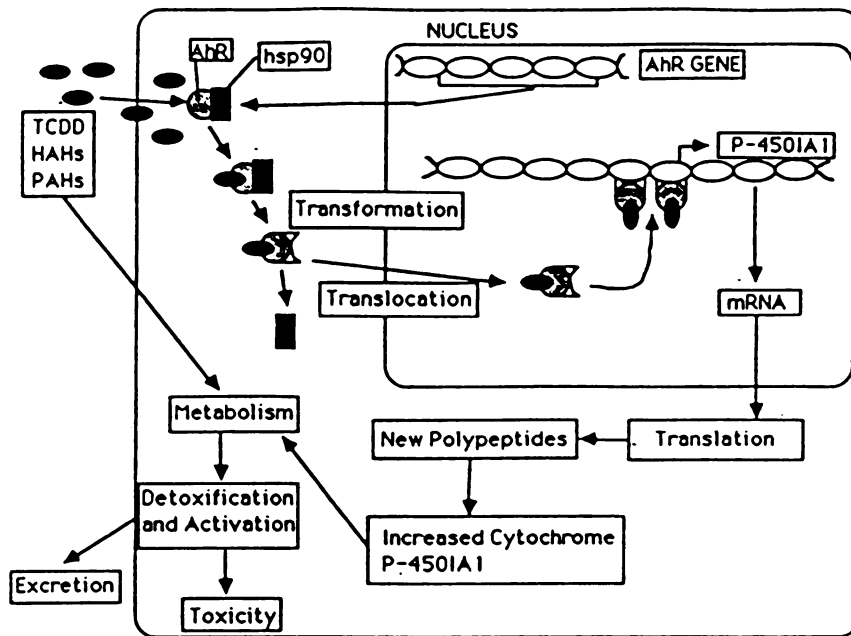 NUCLEUS
AhR
hsp90
AhR GENE
TCDD
HAHs
PAHs
P-450IA1
Transformation
Translocation
mRNA
Metabolism
New Polypeptides
Translation
Detoxification
and Activation
Increased Cytochrome
P-450IA1
Excretion
Toxicity